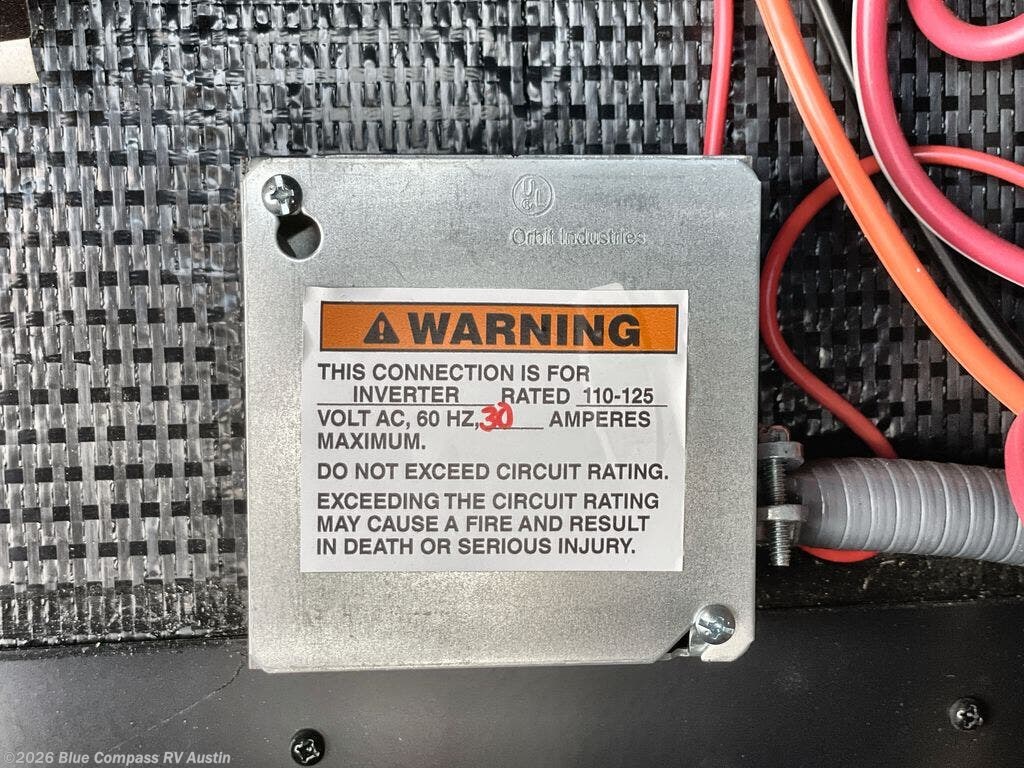 UL
Orbit Industries
WARNING
THIS CONNECTION IS FOR
INVERTER RATED 110-125
VOLT AC, 60 HZ, 30 AMPERES
MAXIMUM.
DO NOT EXCEED CIRCUIT RATING.
EXCEEDING THE CIRCUIT RATING
MAY CAUSE A FIRE AND RESULT
IN DEATH OR SERIOUS INJURY.
©2026 Blue Compass RV Austin